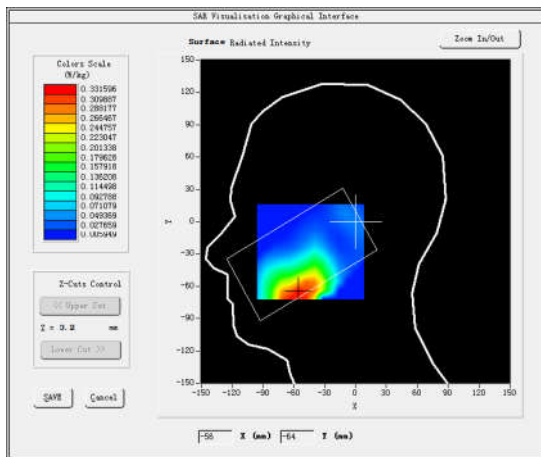 SAR Visualisation Graphical Interface
Surface Radiated Intensity
Zoom In/Out
Colors Scale
(W/kg)
0.331596
0.309887
0.288177
0.266467
0.244757
0.223047
0.201338
0.179628
0.157918
0.136208
0.114498
0.092788
0.071079
0.049369
0.027659
0.005949
150
120
90
60
30
0
-30
-60
-90
-120
-150
Y
-150 -120 -90 -60 -30 0 30 60 90 120 150
X
Z-Cuts Control
<< Upper Cut
Z = 3.2 mm
Lower Cut >>
SAVE Cancel
-56 X (mm) -64 Y (mm)